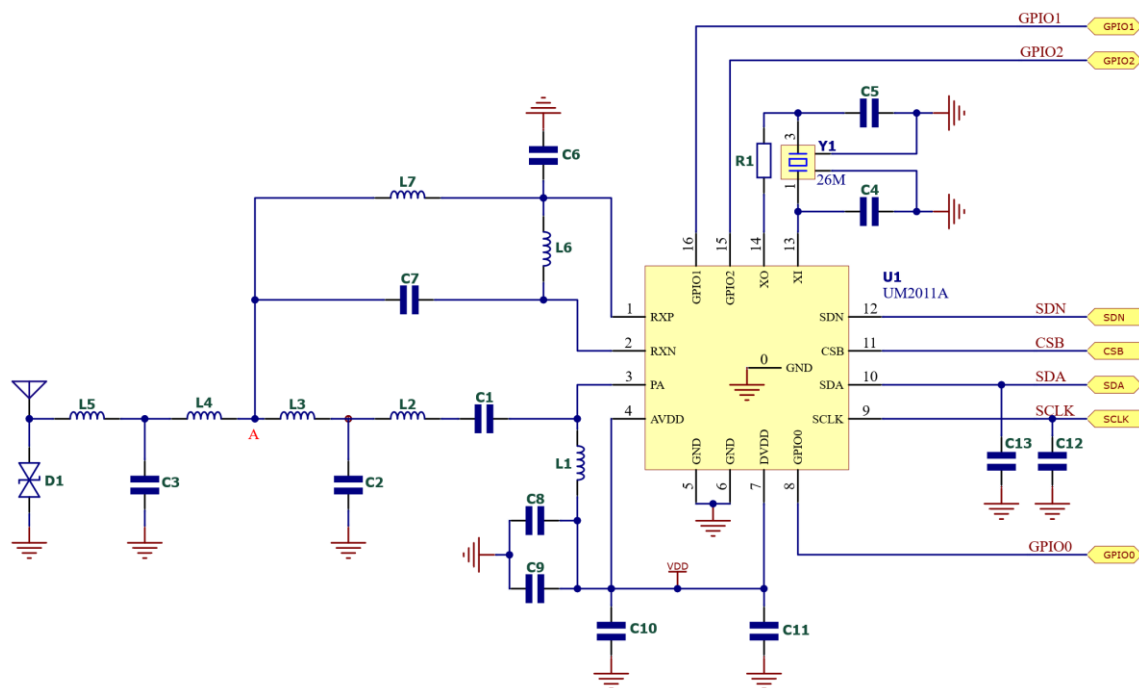 GPIO1 GPIO1
GPIO2 GPIO2
C5
3
Y1
R1
26M
1
C4
C6
L7
L6
C7
16 15 14 13
GPIO1 GPIO2 XO XI
U1
UM2011A
1 RXP SDN 12 SDN SDN
2 RXN CSB 11 CSB CSB
0 GND
3 PA SDA 10 SDA SDA
4 AVDD SCLK 9 SCLK SCLK
L5 L4 L3 L2 C1
A
GND GND DVDD GPIO0
5 6 7 8
L1
C13 C12
D1 C3 C2
C8
GPIO0 GPIO0
C9
VDD
C10 C11